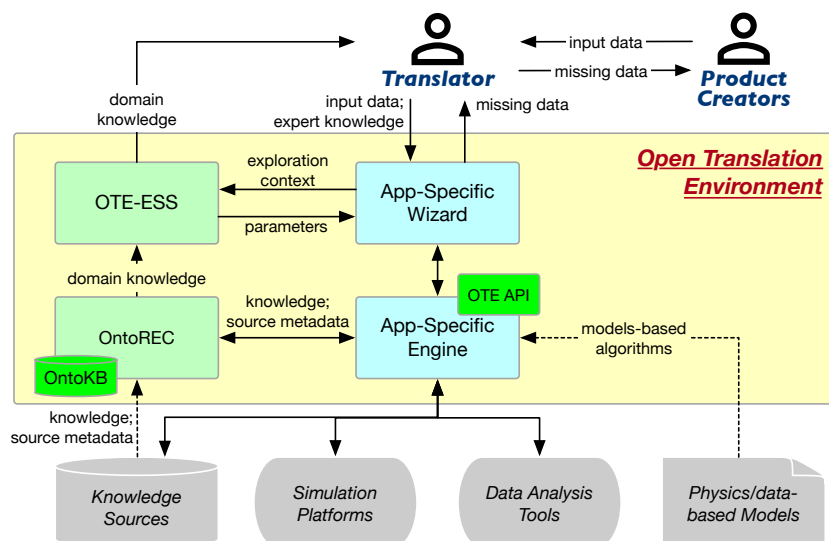 input data
Translator
missing data
Product
Creators
domain
knowledge
input data;
expert knowledge
missing data
Open Translation
Environment
exploration
context
OTE-ESS
App-Specific
Wizard
parameters
domain knowledge
OTE API
knowledge;
source metadata
OntoREC
App-Specific
Engine
models-based
algorithms
OntoKB
knowledge;
source metadata
Knowledge
Sources
Simulation
Platforms
Data Analysis
Tools
Physics/data-
based Models